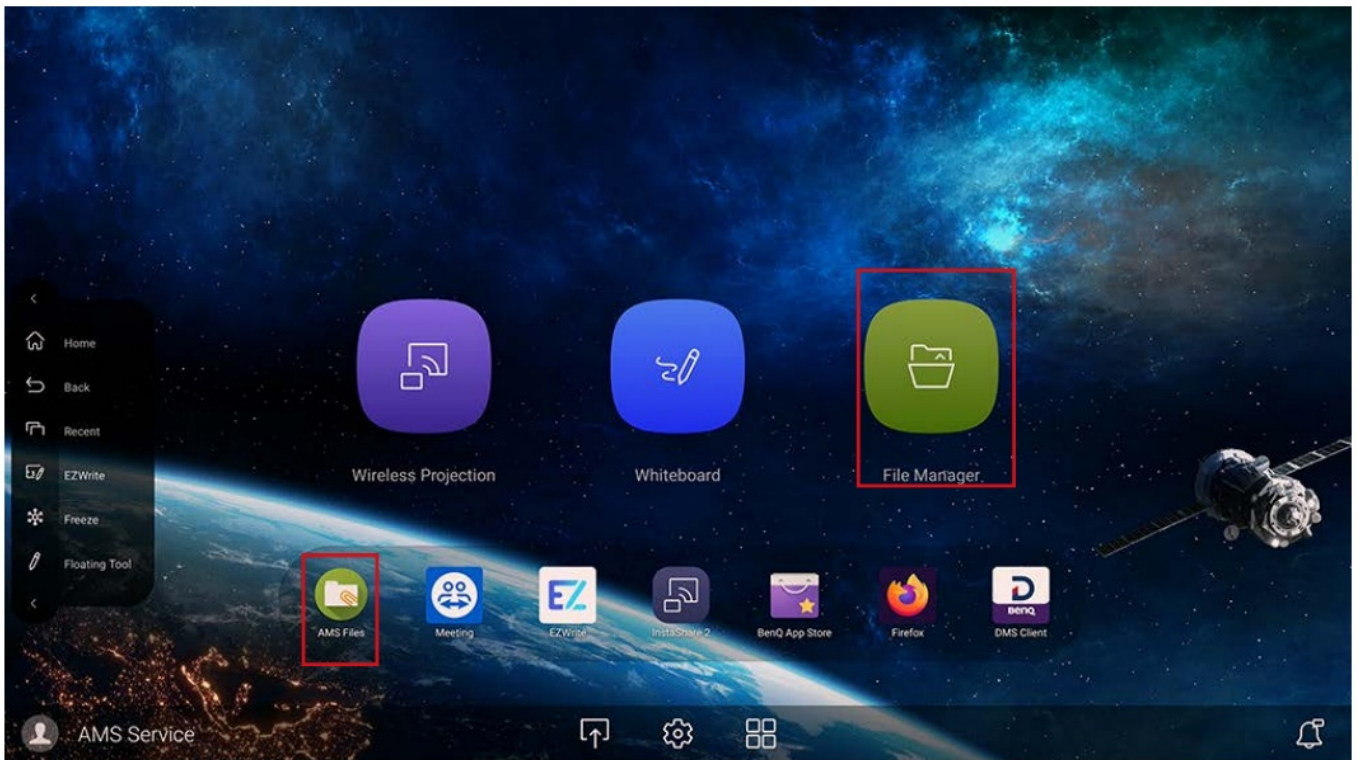 Home
Back
Recent
EZWrite
Freeze
Floating Tool
Wireless Projection
Whiteboard
File Manager
AMS Files
Meeting
EZ
EZWrite
InstaShare 2
BenQ App Store
Firefox
D
BenQ
DMS Client
AMS Service